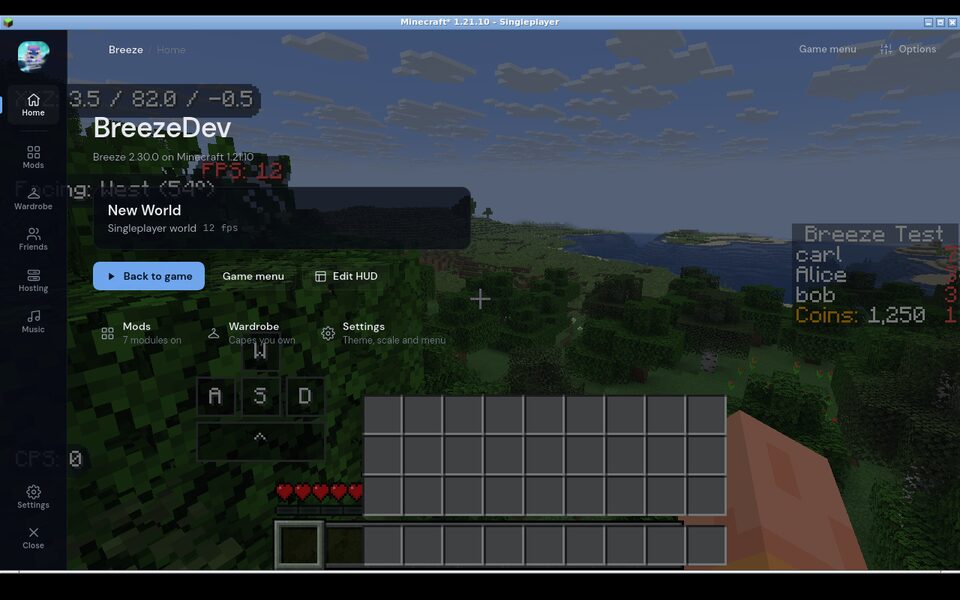 Minecraft* 1.21.10 - Singleplayer
Breeze / Home
Game menu
Options
3.5 / 82.0 / -0.5
Home
BreezeDev
Breeze 2.30.0 on Minecraft 1.21.10
FPS: 12
Mods
Facing: West (54°)
Wardrobe
New World
Singleplayer world 12 fps
Friends
Breeze Test
carl
Alice
bob 3
Coins: 1,250 1
Back to game
Game menu
Edit HUD
Hosting
Music
Mods
7 modules on
Wardrobe
Capes you own
Settings
Theme, scale and menu
W
A S D
^
CPS: 0
Settings
Close